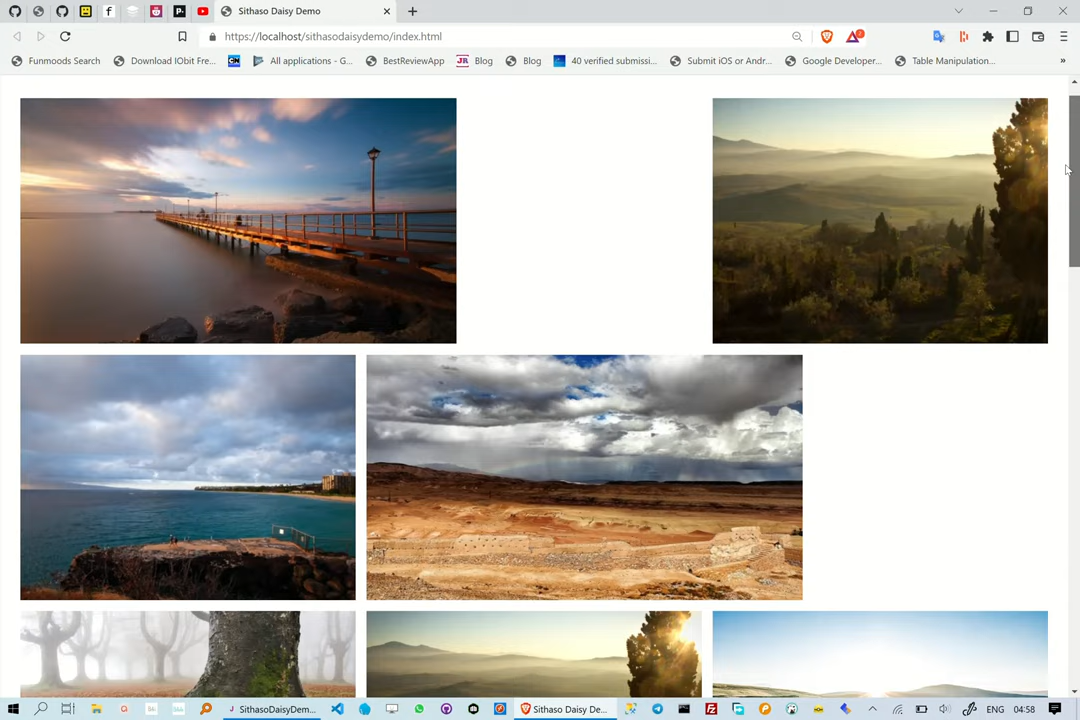 Sithaso Daisy Demo
https://localhost/sithasodaisydemo/index.html
Funmoods Search
Download IObit Fre...
All applications - G...
BestReviewApp
JR
Blog
Blog
40 verified submissi...
Submit iOS or Andr...
Google Developer...
Table Manipulation...
»
SithasoDaisyDem...
Sithaso Daisy De...
ENG
04:58